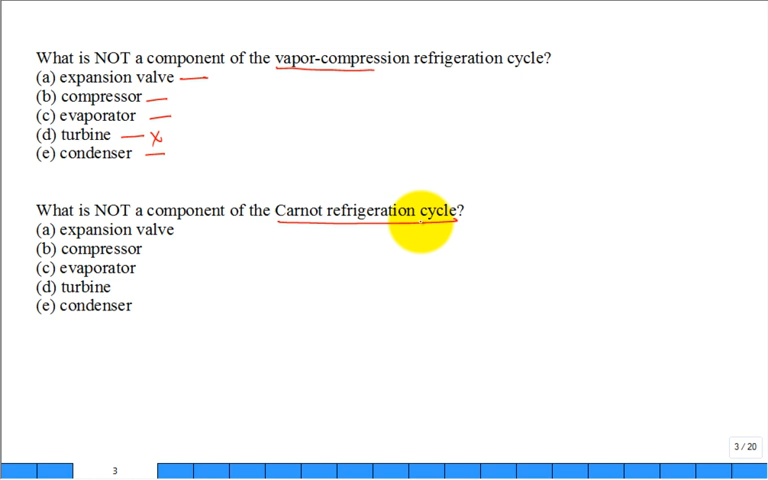 What is NOT a component of the vapor-compression refrigeration cycle?
(a) expansion valve
(b) compressor
(c) evaporator
(d) turbine x
(e) condenser
What is NOT a component of the Carnot refrigeration cycle?
(a) expansion valve
(b) compressor
(c) evaporator
(d) turbine
(e) condenser
3 / 20
3